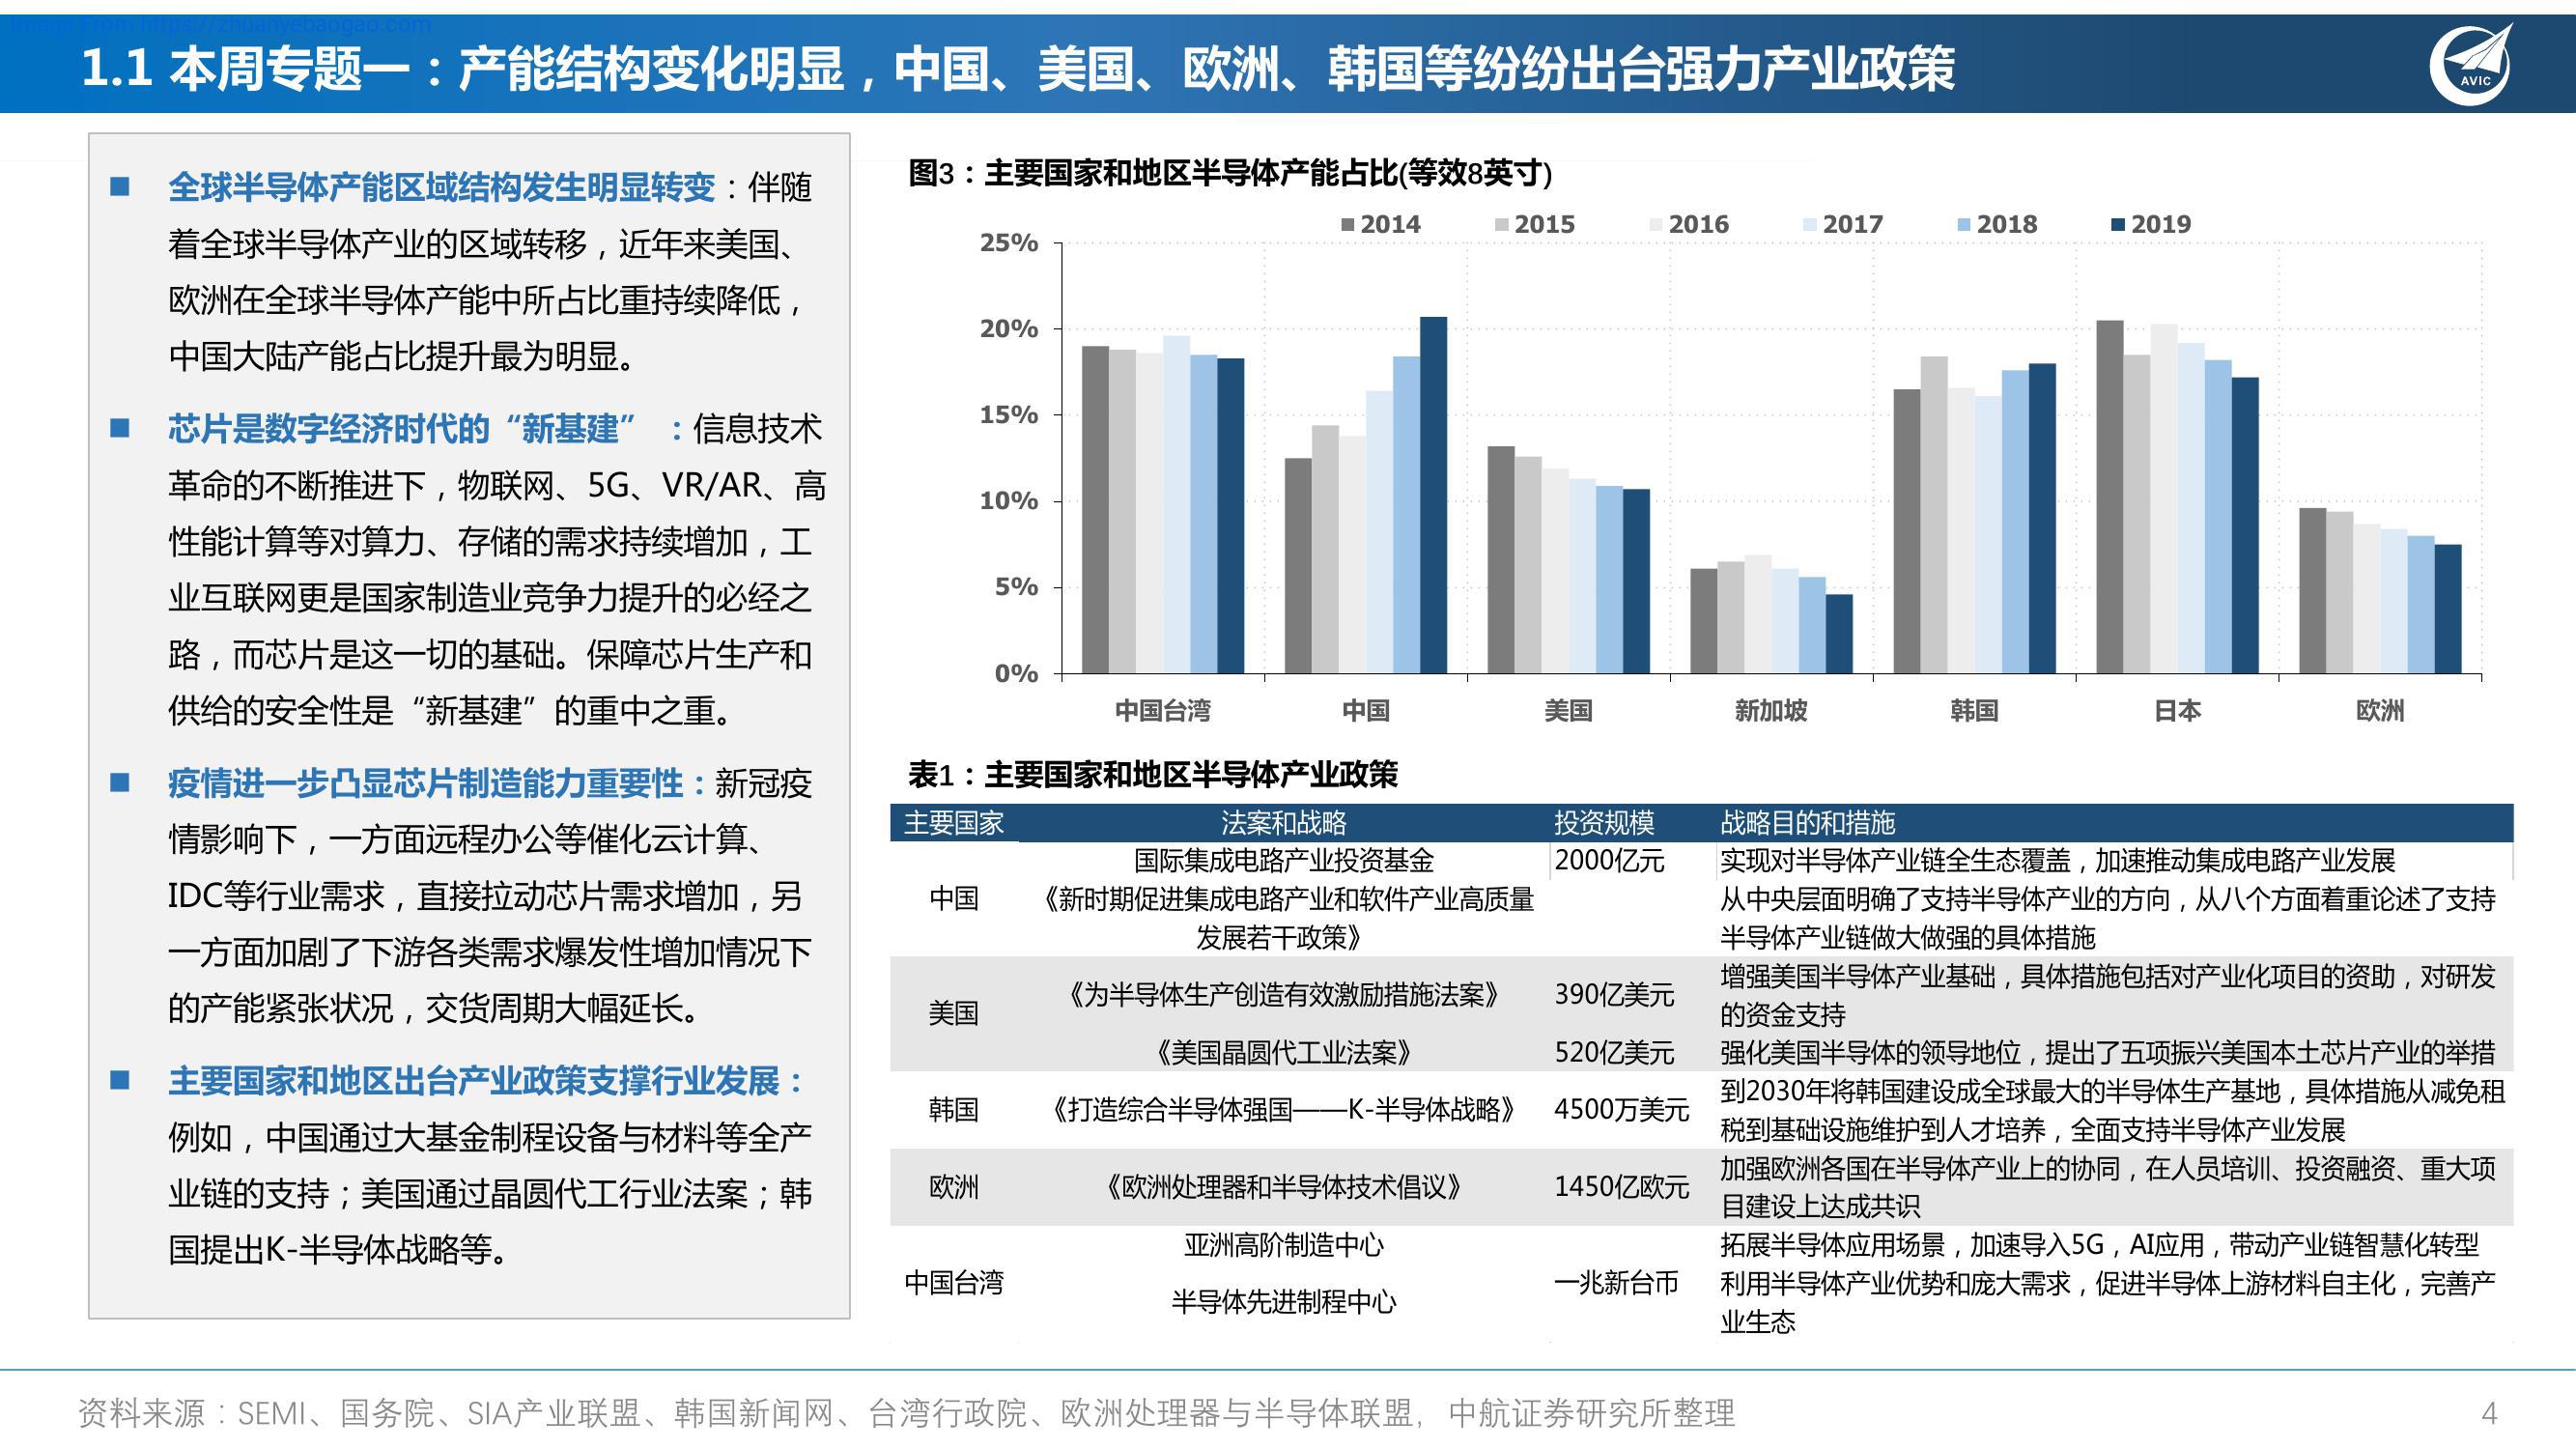 Image From https://zhuanyebaogao.com
1.1 本周专题一：产能结构变化明显，中国、美国、欧洲、韩国等纷纷出台强力产业政策
AVIC
■ 全球半导体产能区域结构发生明显转变：伴随
着全球半导体产业的区域转移，近年来美国、
欧洲在全球半导体产能中所占比重持续降低，
中国大陆产能占比提升最为明显。
■ 芯片是数字经济时代的“新基建” ：信息技术
革命的不断推进下，物联网、5G、VR/AR、高
性能计算等对算力、存储的需求持续增加，工
业互联网更是国家制造业竞争力提升的必经之
路，而芯片是这一切的基础。保障芯片生产和
供给的安全性是“新基建”的重中之重。
■ 疫情进一步凸显芯片制造能力重要性：新冠疫
情影响下，一方面远程办公等催化云计算、
IDC等行业需求，直接拉动芯片需求增加，另
一方面加剧了下游各类需求爆发性增加情况下
的产能紧张状况，交货周期大幅延长。
■ 主要国家和地区出台产业政策支撑行业发展：
例如，中国通过大基金制程设备与材料等全产
业链的支持；美国通过晶圆代工行业法案；韩
国提出K-半导体战略等。
图3：主要国家和地区半导体产能占比(等效8英寸)
2014 2015 2016 2017 2018 2019
25%
20%
15%
10%
5%
0%
中国台湾 中国 美国 新加坡 韩国 日本 欧洲
表1：主要国家和地区半导体产业政策
主要国家 法案和战略 投资规模 战略目的和措施
中国 国际集成电路产业投资基金 2000亿元 实现对半导体产业链全生态覆盖，加速推动集成电路产业发展
《新时期促进集成电路产业和软件产业高质量 从中央层面明确了支持半导体产业的方向，从八个方面着重论述了支持
发展若干政策》 半导体产业链做大做强的具体措施
美国 《为半导体生产创造有效激励措施法案》 390亿美元 增强美国半导体产业基础，具体措施包括对产业化项目的资助，对研发
的资金支持
《美国晶圆代工业法案》 520亿美元 强化美国半导体的领导地位，提出了五项振兴美国本土芯片产业的举措
韩国 《打造综合半导体强国——K-半导体战略》 4500万美元 到2030年将韩国建设成全球最大的半导体生产基地，具体措施从减免租
税到基础设施维护到人才培养，全面支持半导体产业发展
欧洲 《欧洲处理器和半导体技术倡议》 1450亿欧元 加强欧洲各国在半导体产业上的协同，在人员培训、投资融资、重大项
目建设上达成共识
中国台湾 亚洲高阶制造中心 一兆新台币 拓展半导体应用场景，加速导入5G，AI应用，带动产业链智慧化转型
半导体先进制程中心 利用半导体产业优势和庞大需求，促进半导体上游材料自主化，完善产
业生态
资料来源：SEMI、国务院、SIA产业联盟、韩国新闻网、台湾行政院、欧洲处理器与半导体联盟，中航证券研究所整理
4